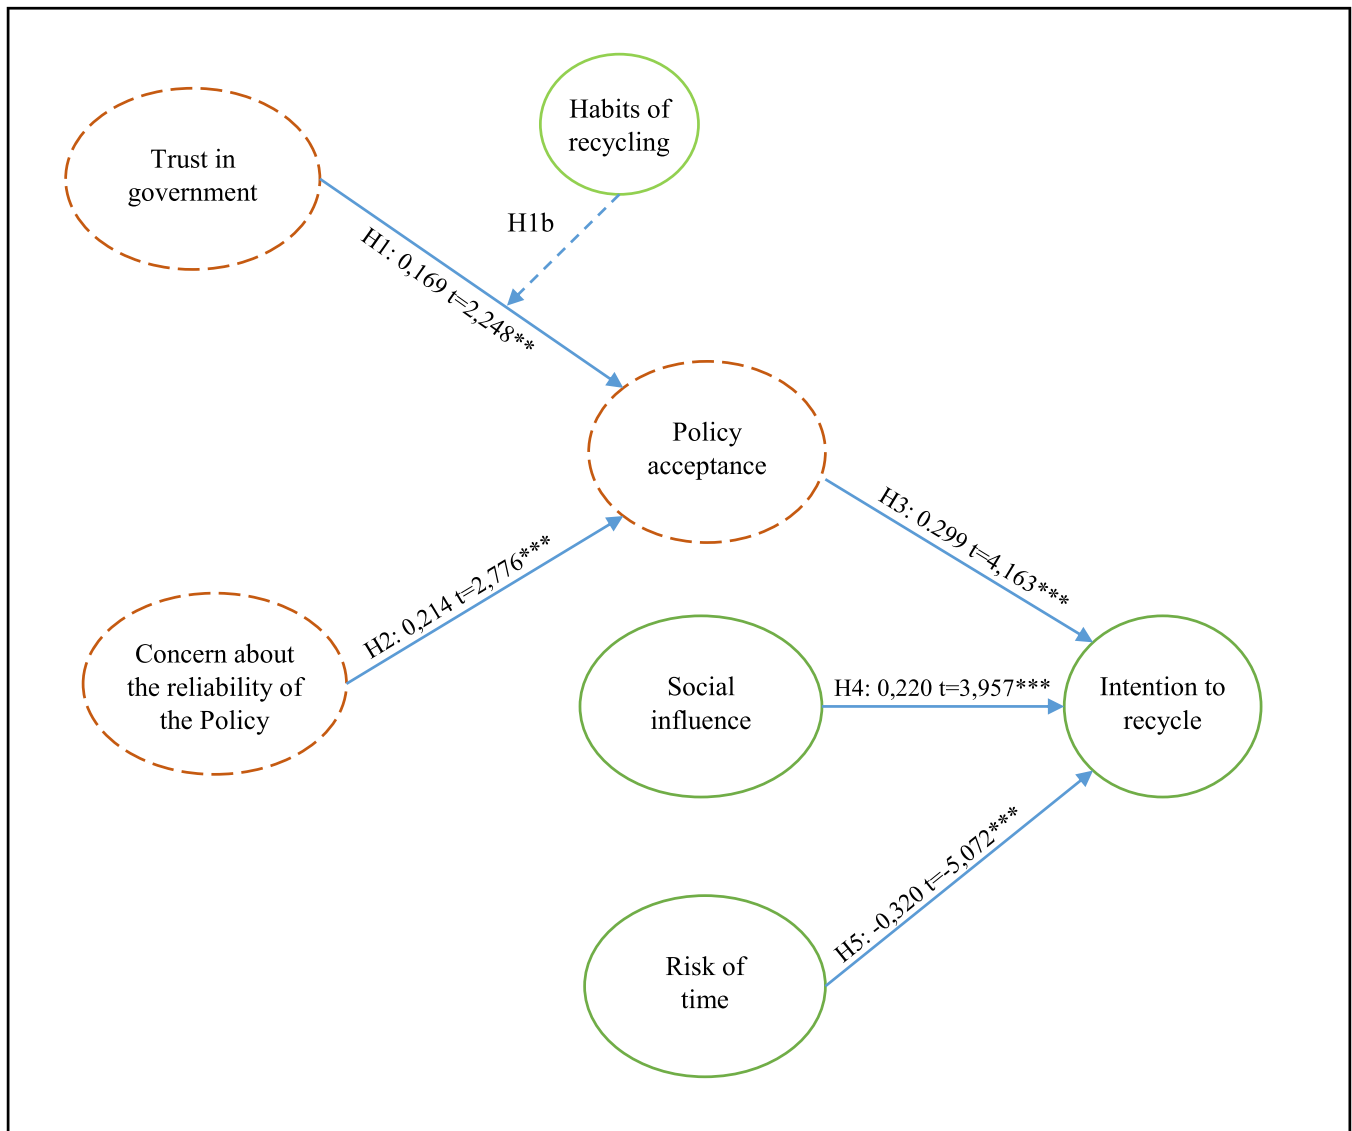 Habits of
recycling
Trust in
government
H1b
H1: 0,169 t=2,248**
Policy
acceptance
H2: 0,214 t=2,776***
H3: 0.299 t=4,163***
Concern about
the reliability of
the Policy
Social
influence
H4: 0,220 t=3,957***
Intention to
recycle
H5: -0,320 t=-5,072***
Risk of
time